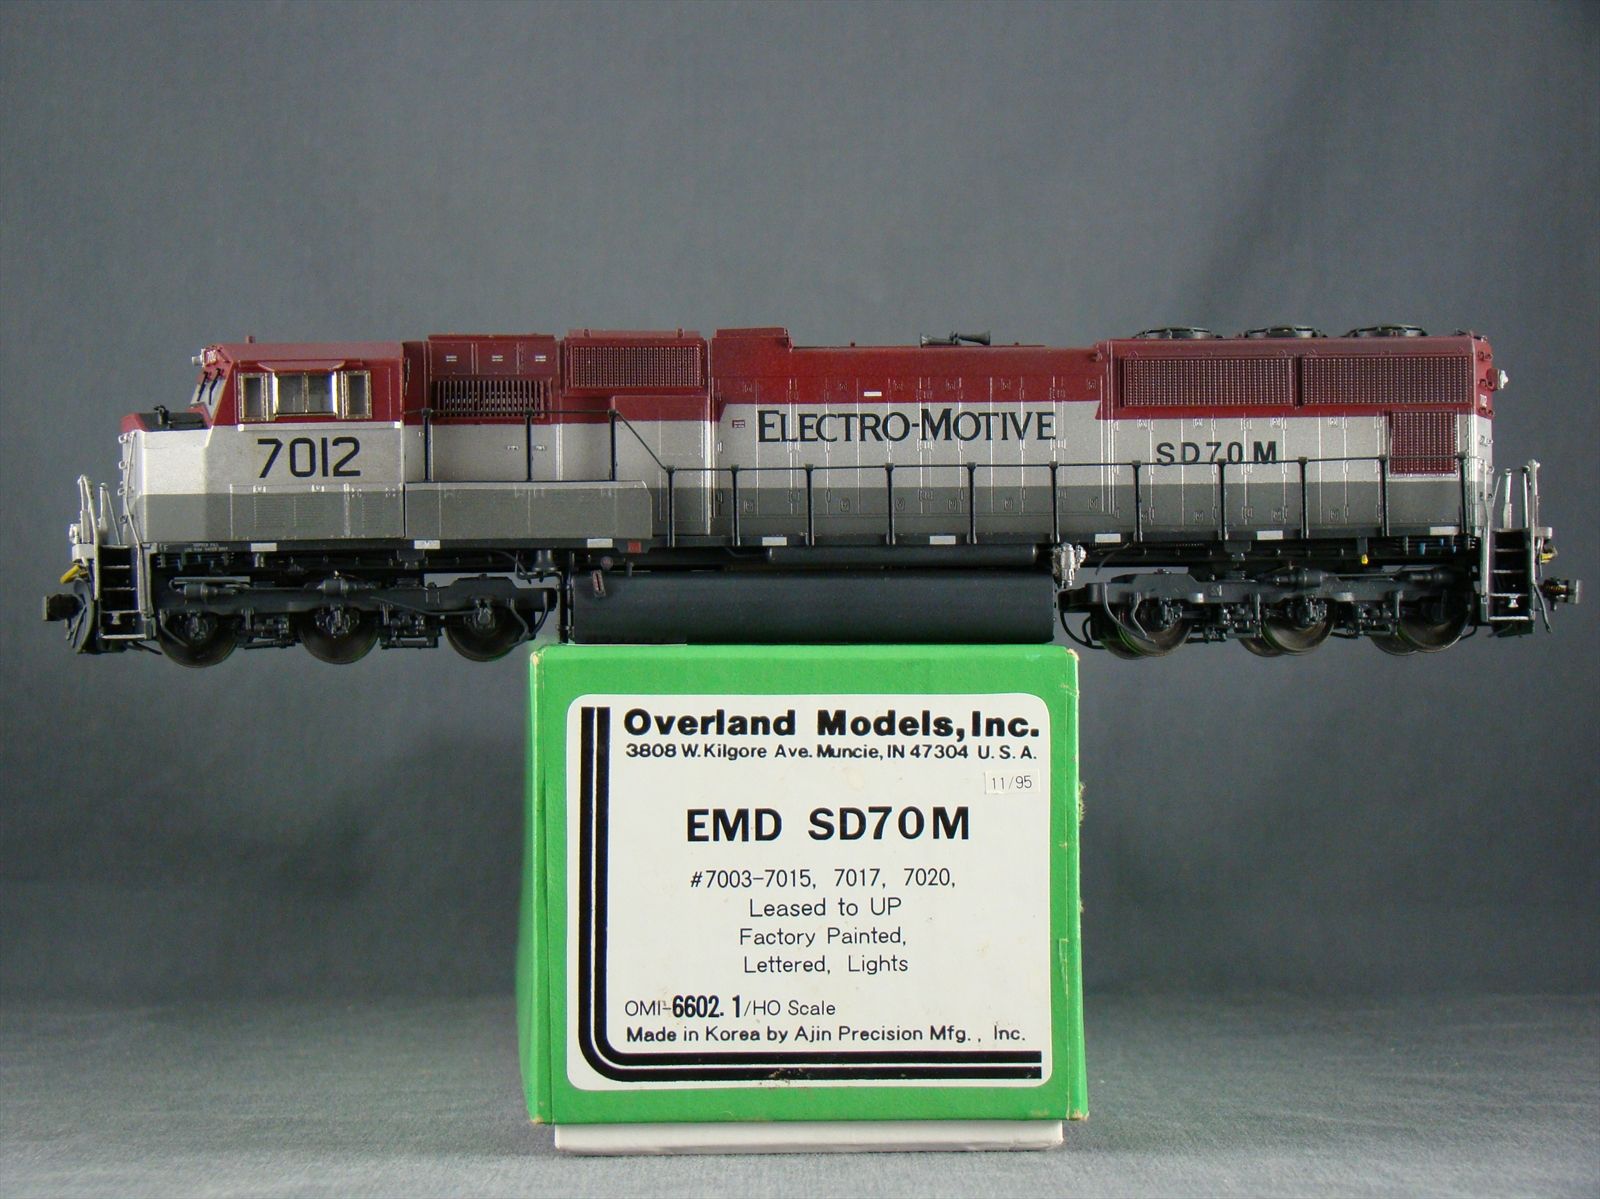 7012
ELECTRO-MOTIVE
SD70M
Overland Models, Inc.
3808 W. Kilgore Ave. Muncie, IN 47304 U.S.A.
11/95
EMD SD70M
#7003-7015, 7017, 7020,
Leased to UP
Factory Painted,
Lettered, Lights
OMI-6602.1/HO Scale
Made in Korea by Ajin Precision Mfg., Inc.